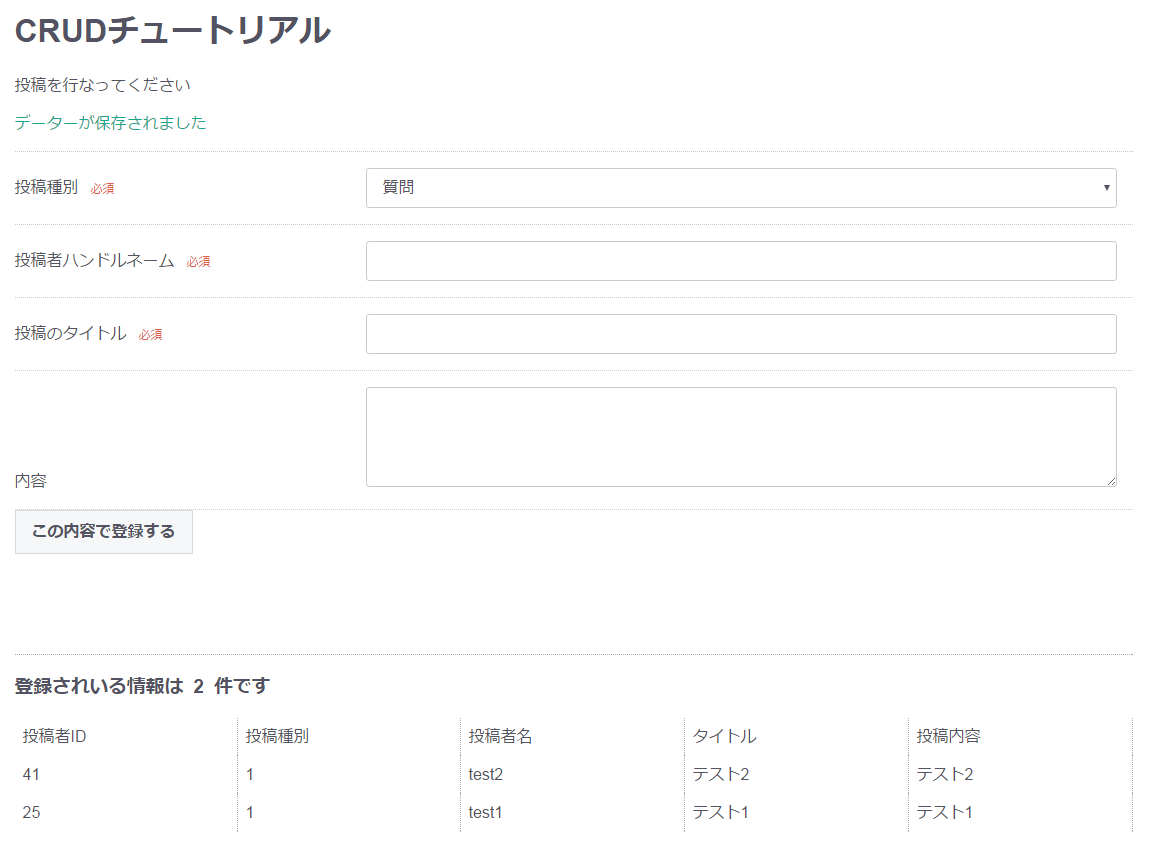 CRUDチュートリアル
投稿を行なってください
データーが保存されました
投稿種別 必須 質問
投稿者ハンドルネーム 必須
投稿のタイトル 必須
内容
この内容で登録する
登録されいる情報は 2 件です
投稿者ID 投稿種別 投稿者名 タイトル 投稿内容
41 1 test2 テスト2 テスト2
25 1 test1 テスト1 テスト1